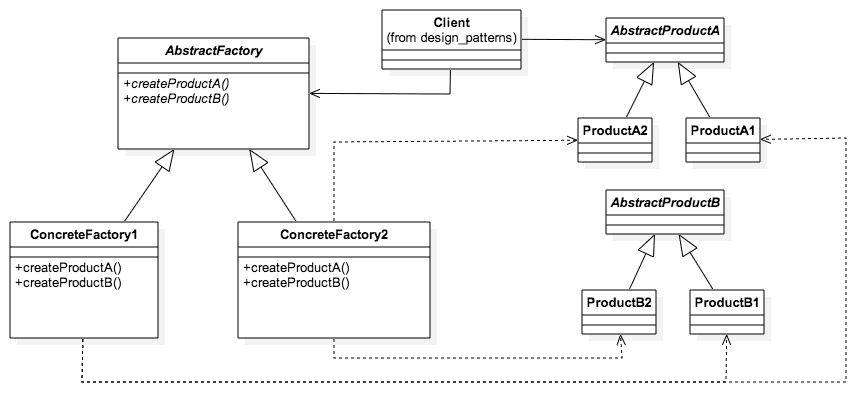 Client
(from design_patterns)
AbstractProductA
AbstractFactory
+createProductA()
+createProductB()
ProductA2
ProductA1
AbstractProductB
ConcreteFactory1
+createProductA()
+createProductB()
ConcreteFactory2
+createProductA()
+createProductB()
ProductB2
ProductB1